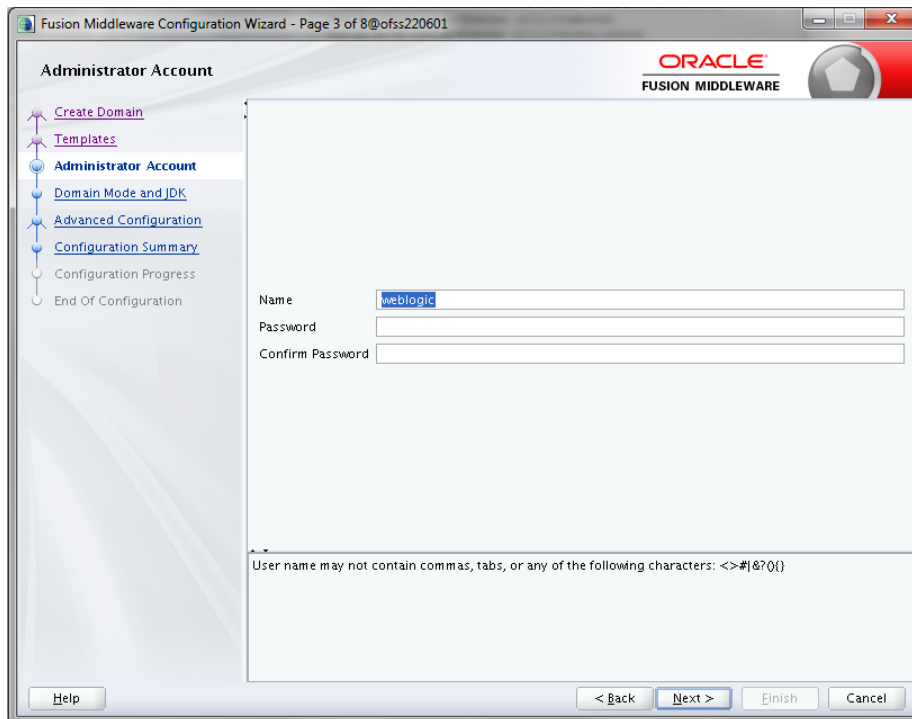 Fusion Middleware Configuration Wizard - Page 3 of 8@ofss220601
Administrator Account
ORACLE
FUSION MIDDLEWARE
Create Domain
Templates
Administrator Account
Domain Mode and JDK
Advanced Configuration
Configuration Summary
Configuration Progress
End Of Configuration
Name weblogic
Password
Confirm Password
User name may not contain commas, tabs, or any of the following characters: <>#|&?(){}
Help < Back Next > Finish Cancel